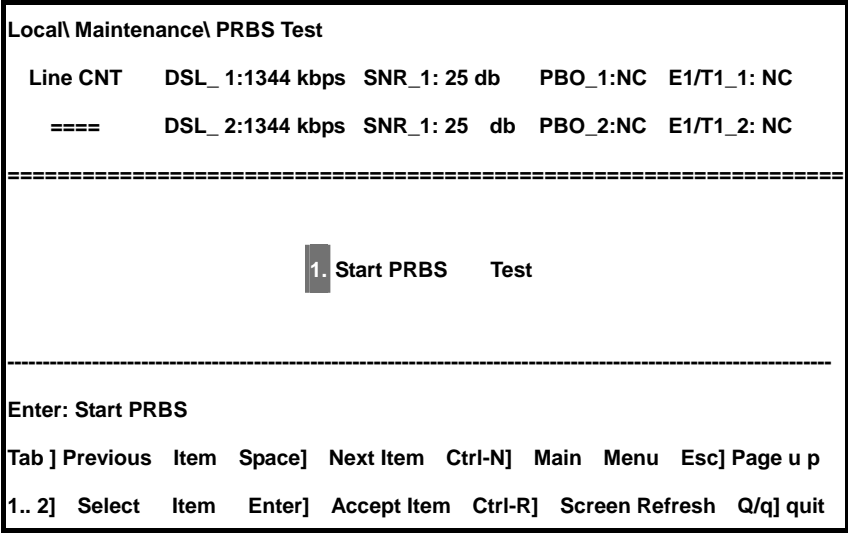 Local\ Maintenance\ PRBS Test
Line CNT DSL_ 1:1344 kbps SNR_1: 25 db PBO_1:NC E1/T1_1: NC
==== DSL_ 2:1344 kbps SNR_1: 25 db PBO_2:NC E1/T1_2: NC
==================================================================
1. Start PRBS Test
----------------------------------------------------------------------------------------------------------------------
Enter: Start PRBS
Tab ] Previous Item Space] Next Item Ctrl-N] Main Menu Esc] Page u p
1.. 2] Select Item Enter] Accept Item Ctrl-R] Screen Refresh Q/q] quit